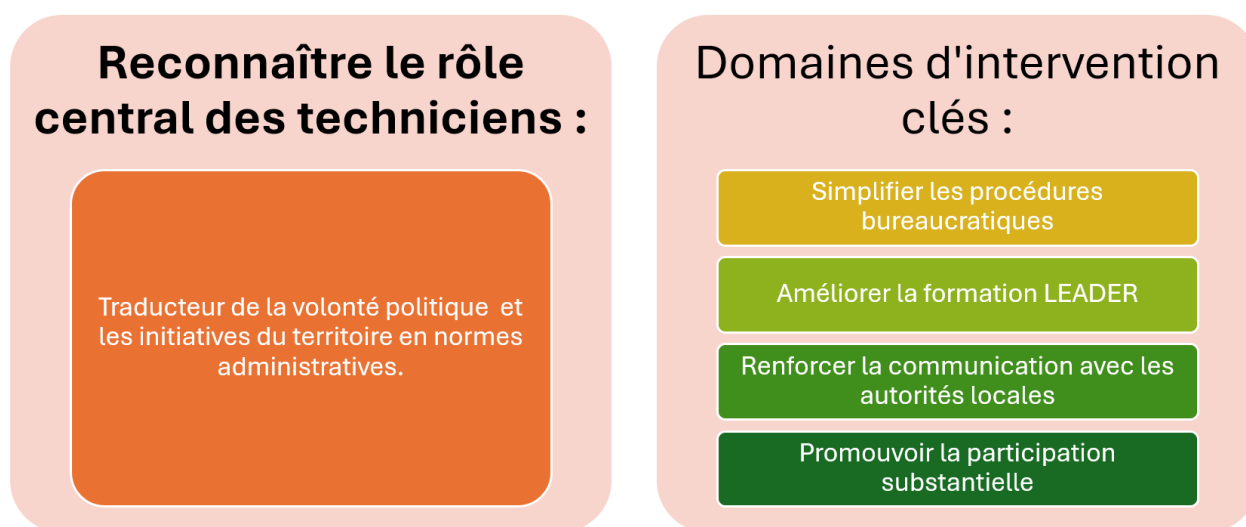 Reconnaître le rôle
central des techniciens :
Traducteur de la volonté politique  et
les initiatives du territoire en normes
administratives.
Domaines d'intervention
clés :
Simplifier les procédures
bureaucratiques
Améliorer la formation LEADER
Renforcer la communication avec les
autorités locales
Promouvoir la participation
substantielle